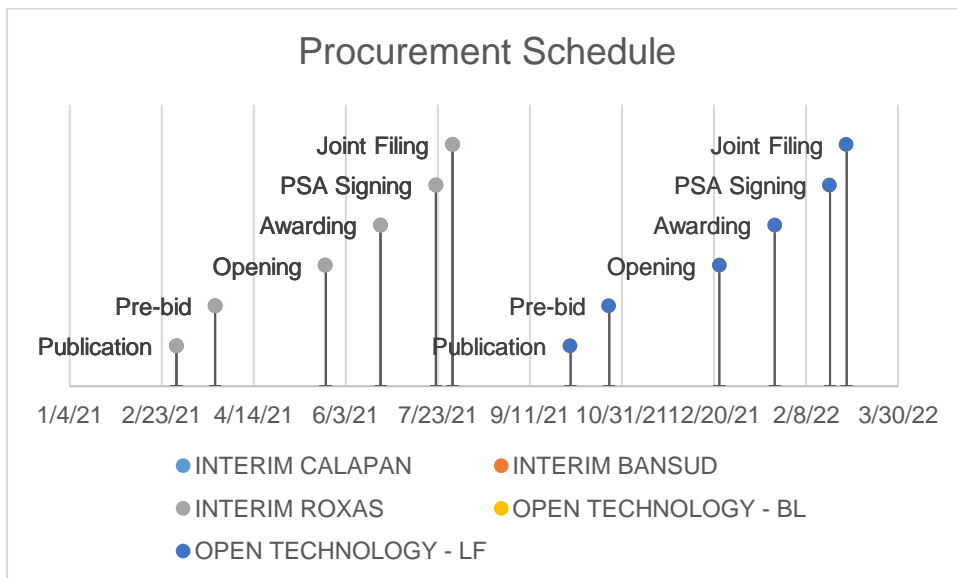 Procurement Schedule
Joint Filing Joint Filing
PSA Signing PSA Signing
Awarding Awarding
Opening Opening
Pre-bid Pre-bid
Publication Publication
1/4/21 2/23/21 4/14/21 6/3/21 7/23/21 9/11/21 10/31/21 12/20/21 2/8/22 3/30/22
INTERIM CALAPAN INTERIM BANSUD
INTERIM ROXAS OPEN TECHNOLOGY - BL
OPEN TECHNOLOGY - LF